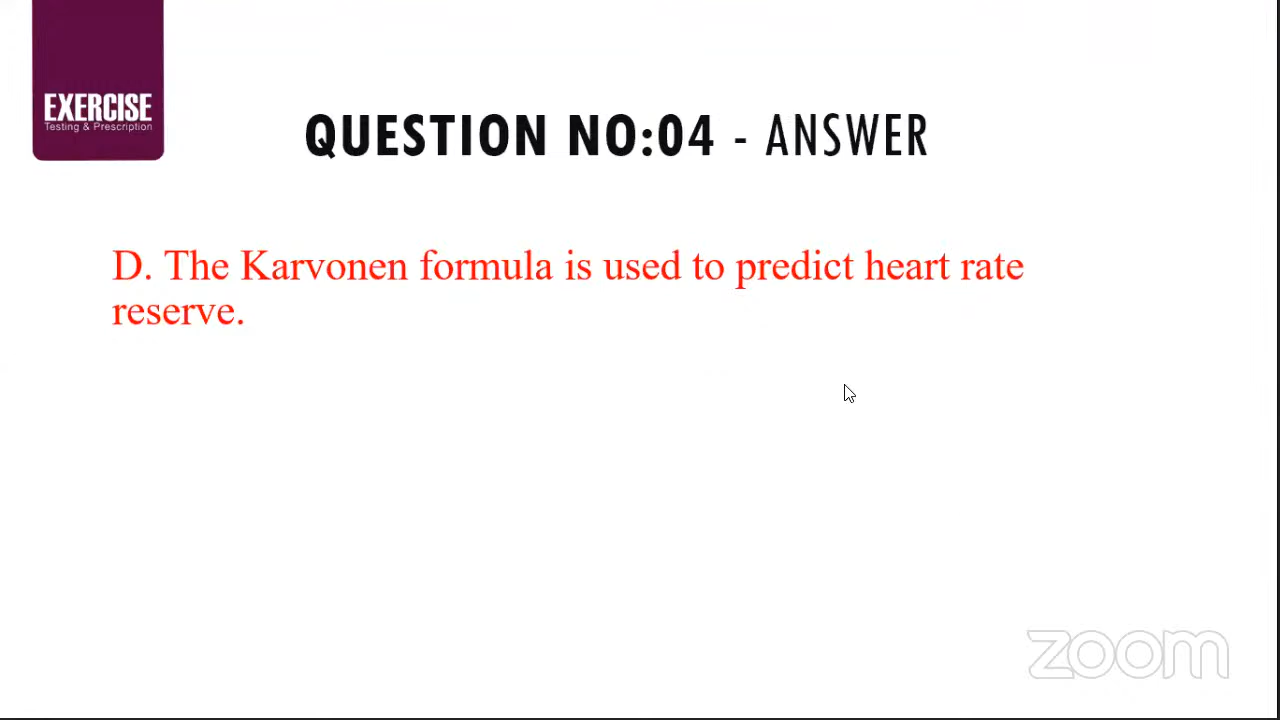 EXERCISE
Testing & Prescription
QUESTION NO:04 - ANSWER
D. The Karvonen formula is used to predict heart rate
reserve.
zoom